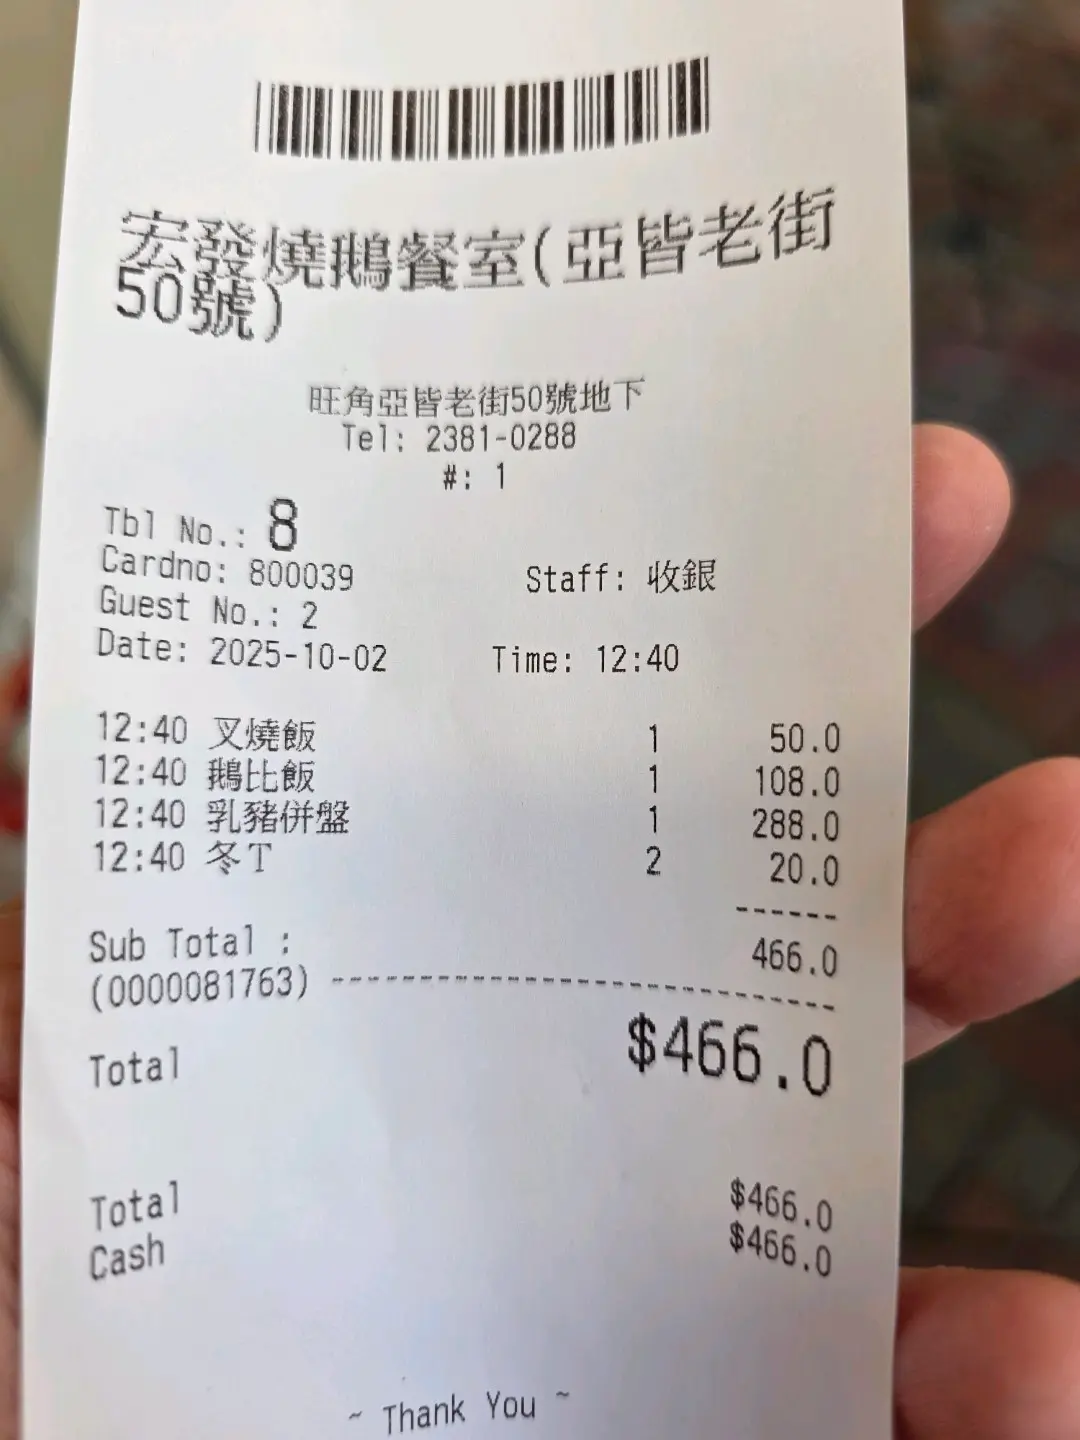 宏發燒鵝餐室(亞皆老街
50號)
旺角亞皆老街50號地下
Tel: 2381-0288
#: 1
Tbl No.: 8
Cardno: 800039 Staff: 收銀
Guest No.: 2
Date: 2025-10-02 Time: 12:40
12:40 叉燒飯 1 50.0
12:40 鵝比飯 1 108.0
12:40 乳豬併盤 1 288.0
12:40 冬T 2 20.0
------
Sub Total : 466.0
(0000081763) ------------------------------
Total $466.0
Total $466.0
Cash $466.0
~ Thank You ~